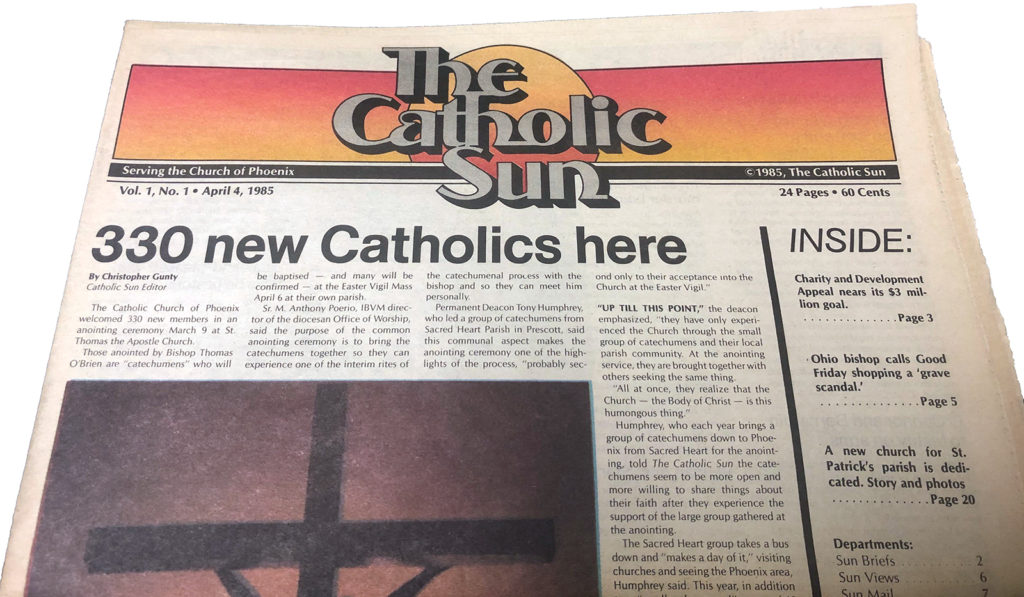 The
Catholic
Sun
Serving the Church of Phoenix
©1985, The Catholic Sun
Vol. 1, No. 1 • April 4, 1985
24 Pages • 60 Cents
330 new Catholics here
By Christopher Gunty
Catholic Sun Editor
The Catholic Church of Phoenix
welcomed 330 new members in an
anointing ceremony March 9 at St.
Thomas the Apostle Church.
Those anointed by Bishop Thomas
O'Brien are "catechumens" who will
be baptised — and many will be
confirmed — at the Easter Vigil Mass
April 6 at their own parish.
Sr. M. Anthony Poerio, IBVM direc-
tor of the diocesan Office of Worship,
said the purpose of the common
anointing ceremony is to bring the
catechumens together so they can
experience one of the interim rites of
the catechumenal process with the
bishop and so they can meet him
personally.
Permanent Deacon Tony Humphrey,
who led a group of catechumens from
Sacred Heart Parish in Prescott, said
this communal aspect makes the
anointing ceremony one of the high-
lights of the process, "probably sec-
ond only to their acceptance into the
Church at the Easter Vigil."
"UP TILL THIS POINT," the deacon
emphasized, "they have only experi-
enced the Church through the small
group of catechumens and their local
parish community. At the anointing
service, they are brought together with
others seeking the same thing.
"All at once, they realize that the
Church — the Body of Christ — is this
humongous thing."
Humphrey, who each year brings a
group of catechumens down to Phoe-
nix from Sacred Heart for the anoint-
ing, told The Catholic Sun the cate-
chumens seem to be more open and
more willing to share things about
their faith after they experience the
support of the large group gathered at
the anointing.
The Sacred Heart group takes a bus
down and "makes a day of it," visiting
churches and seeing the Phoenix area,
Humphrey said. This year, in addition
INSIDE:
Charity and Development
Appeal nears its $3 mil-
lion goal.
. . . . . . . . . . . . . . Page 3
Ohio bishop calls Good
Friday shopping a 'grave
scandal.'
. . . . . . . . . . . . . . Page 5
A new church for St.
Patrick's parish is dedi-
cated. Story and photos
. . . . . . . . . . . . . . Page 20
Departments:
Sun Briefs . . . . . . . . . 2
Sun Views . . . . . . . . . 6
Sun Mail . . . . . . . . . 7